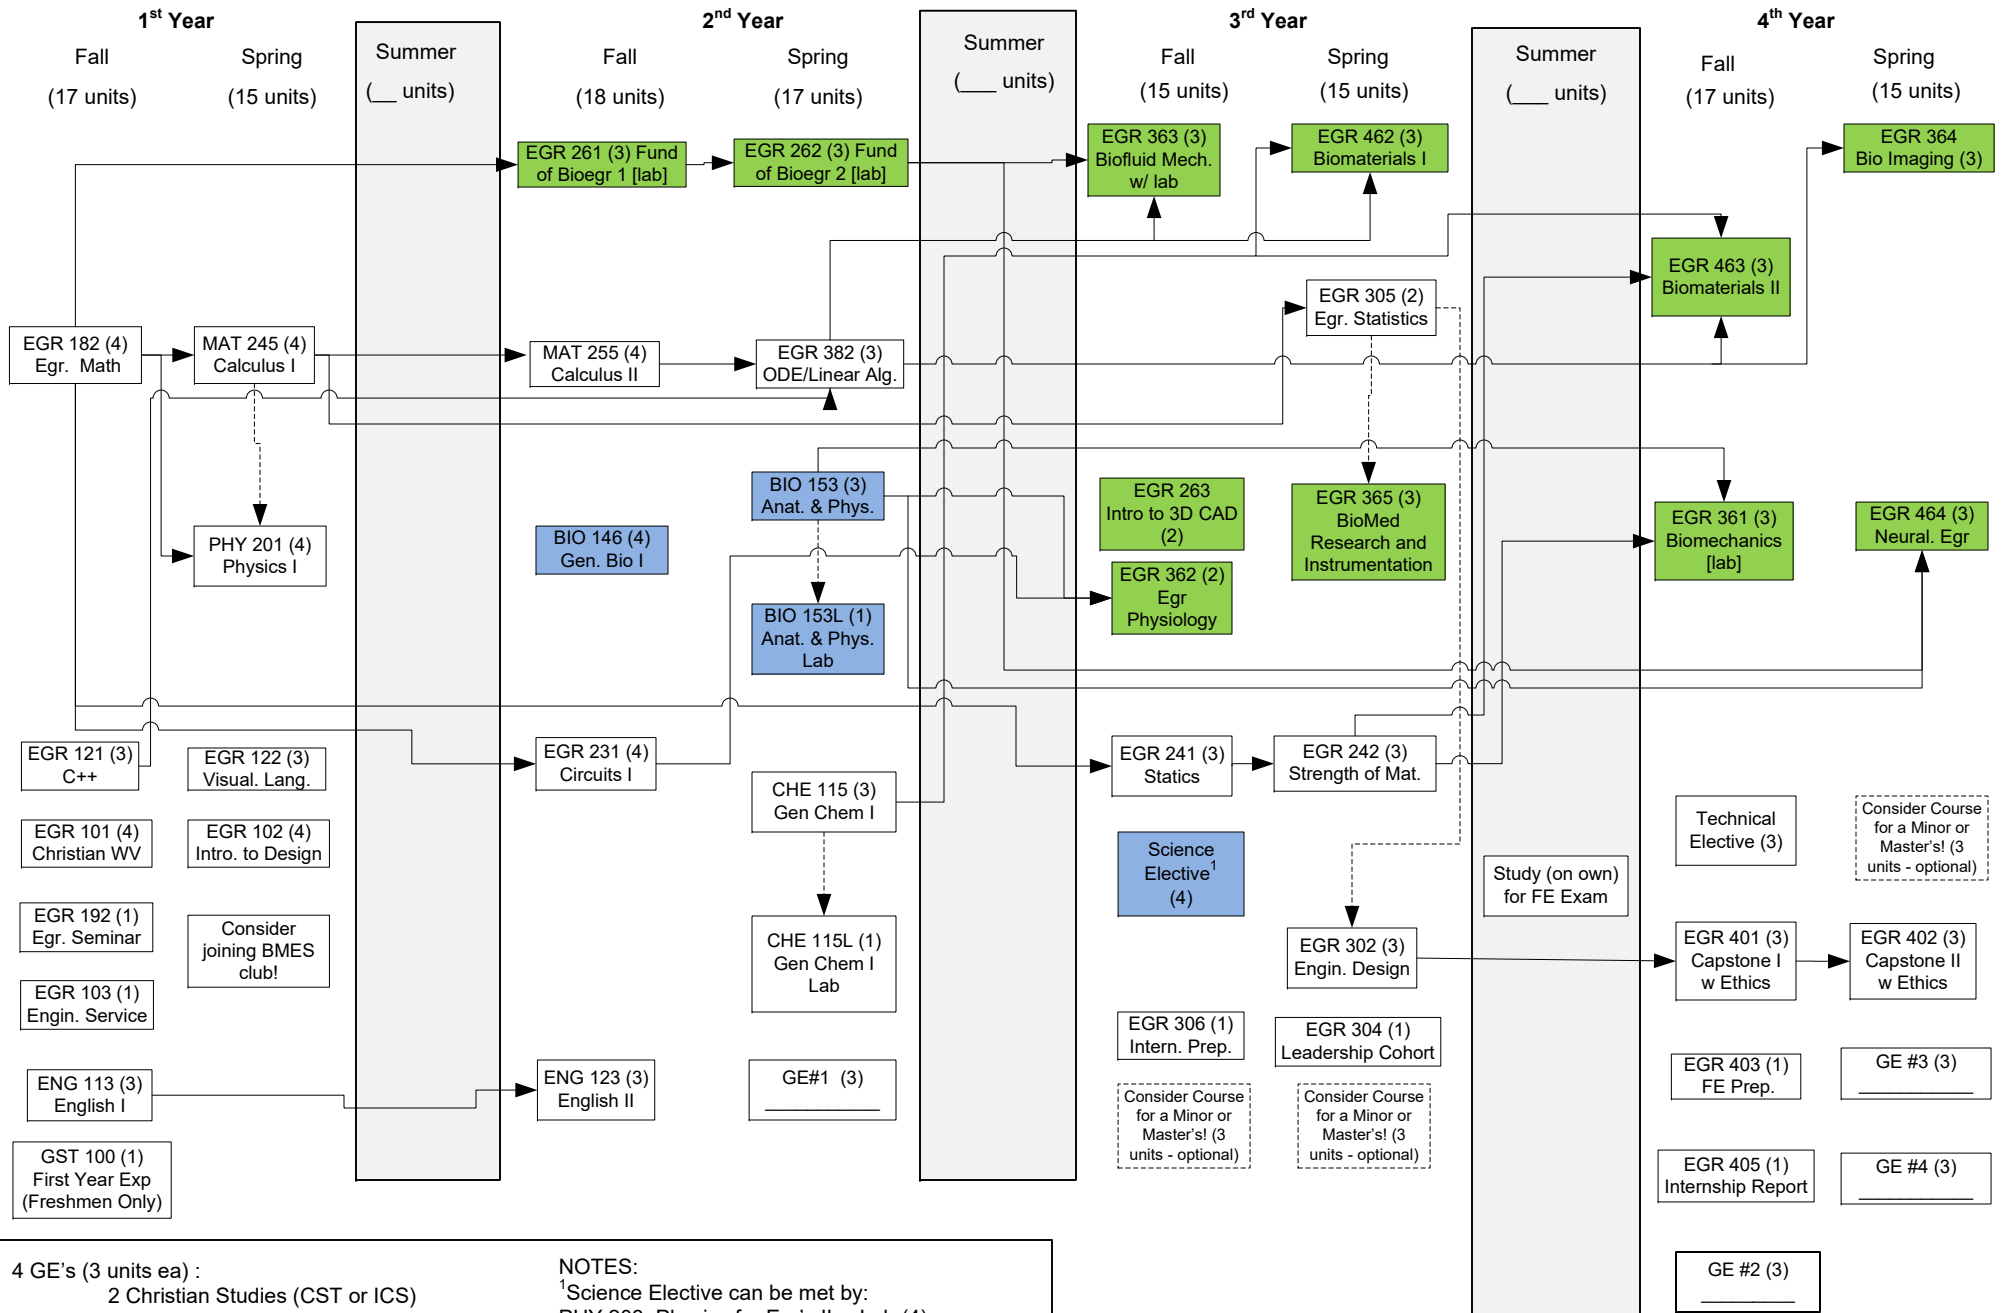 1st Year
2nd Year
3rd Year
4th Year
Fall
(17 units)
Spring
(15 units)
Summer
(__ units)
Fall
(18 units)
Spring
(17 units)
Summer
(___ units)
Fall
(15 units)
Spring
(15 units)
Summer
(___ units)
Fall
(17 units)
Spring
(15 units)
EGR 261 (3) Fund
of Bioegr 1 [lab]
EGR 262 (3) Fund
of Bioegr 2 [lab]
EGR 363 (3)
Biofluid Mech.
w/ lab
EGR 462 (3)
Biomaterials I
EGR 364
Bio Imaging (3)
EGR 463 (3)
Biomaterials II
EGR 305 (2)
Egr. Statistics
EGR 182 (4)
Egr. Math
MAT 245 (4)
Calculus I
MAT 255 (4)
Calculus II
EGR 382 (3)
ODE/Linear Alg.
BIO 153 (3)
Anat. & Phys.
EGR 263
Intro to 3D CAD
(2)
EGR 365 (3)
BioMed
Research and
Instrumentation
EGR 361 (3)
Biomechanics
[lab]
EGR 464 (3)
Neural. Egr
PHY 201 (4)
Physics I
BIO 146 (4)
Gen. Bio I
EGR 362 (2)
Egr
Physiology
BIO 153L (1)
Anat. & Phys.
Lab
EGR 121 (3)
C++
EGR 122 (3)
Visual. Lang.
EGR 231 (4)
Circuits I
CHE 115 (3)
Gen Chem I
EGR 241 (3)
Statics
EGR 242 (3)
Strength of Mat.
Technical
Elective (3)
Consider Course
for a Minor or
Master's! (3
units - optional)
EGR 101 (4)
Christian WV
EGR 102 (4)
Intro. to Design
Science
Elective1
(4)
Study (on own)
for FE Exam
EGR 192 (1)
Egr. Seminar
Consider
joining BMES
club!
CHE 115L (1)
Gen Chem I
Lab
EGR 302 (3)
Engin. Design
EGR 401 (3)
Capstone I
w Ethics
EGR 402 (3)
Capstone II
w Ethics
EGR 103 (1)
Engin. Service
EGR 306 (1)
Intern. Prep.
EGR 304 (1)
Leadership Cohort
EGR 403 (1)
FE Prep.
GE #3 (3)
___________
ENG 113 (3)
English I
ENG 123 (3)
English II
GE#1 (3)
___________
Consider Course
for a Minor or
Master's! (3
units - optional)
Consider Course
for a Minor or
Master's! (3
units - optional)
EGR 405 (1)
Internship Report
GE #4 (3)
___________
GST 100 (1)
First Year Exp
(Freshmen Only)
GE #2 (3)
_________
4 GE's (3 units ea) :
2 Christian Studies (CST or ICS)
NOTES:
1Science Elective can be met by: